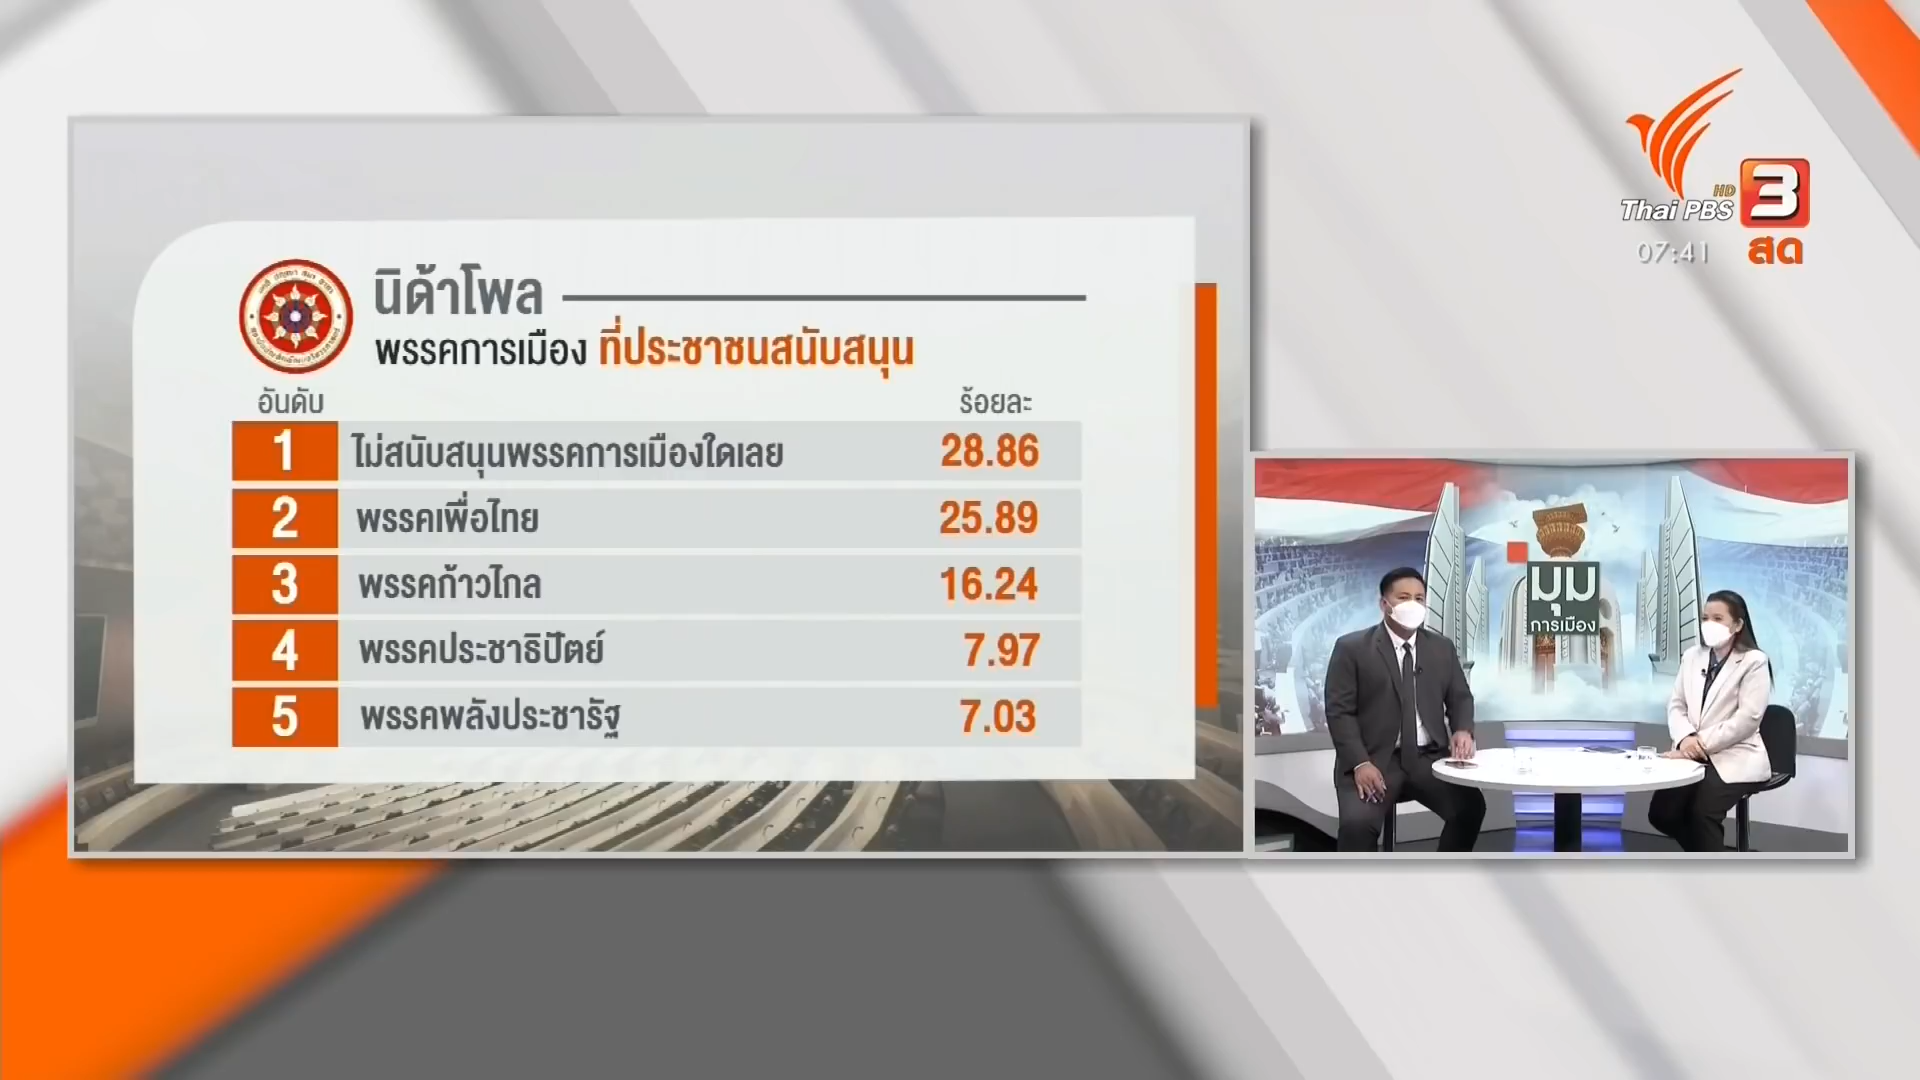 HD
Thai PBS 3
07:41 สด
นิด้าโพล
พรรคการเมือง ที่ประชาชนสนับสนุน
อันดับ ร้อยละ
1 ไม่สนับสนุนพรรคการเมืองใดเลย 28.86
2 พรรคเพื่อไทย 25.89
3 พรรคก้าวไกล 16.24
4 พรรคประชาธิปัตย์ 7.97
5 พรรคพลังประชารัฐ 7.03
มุม
การเมือง